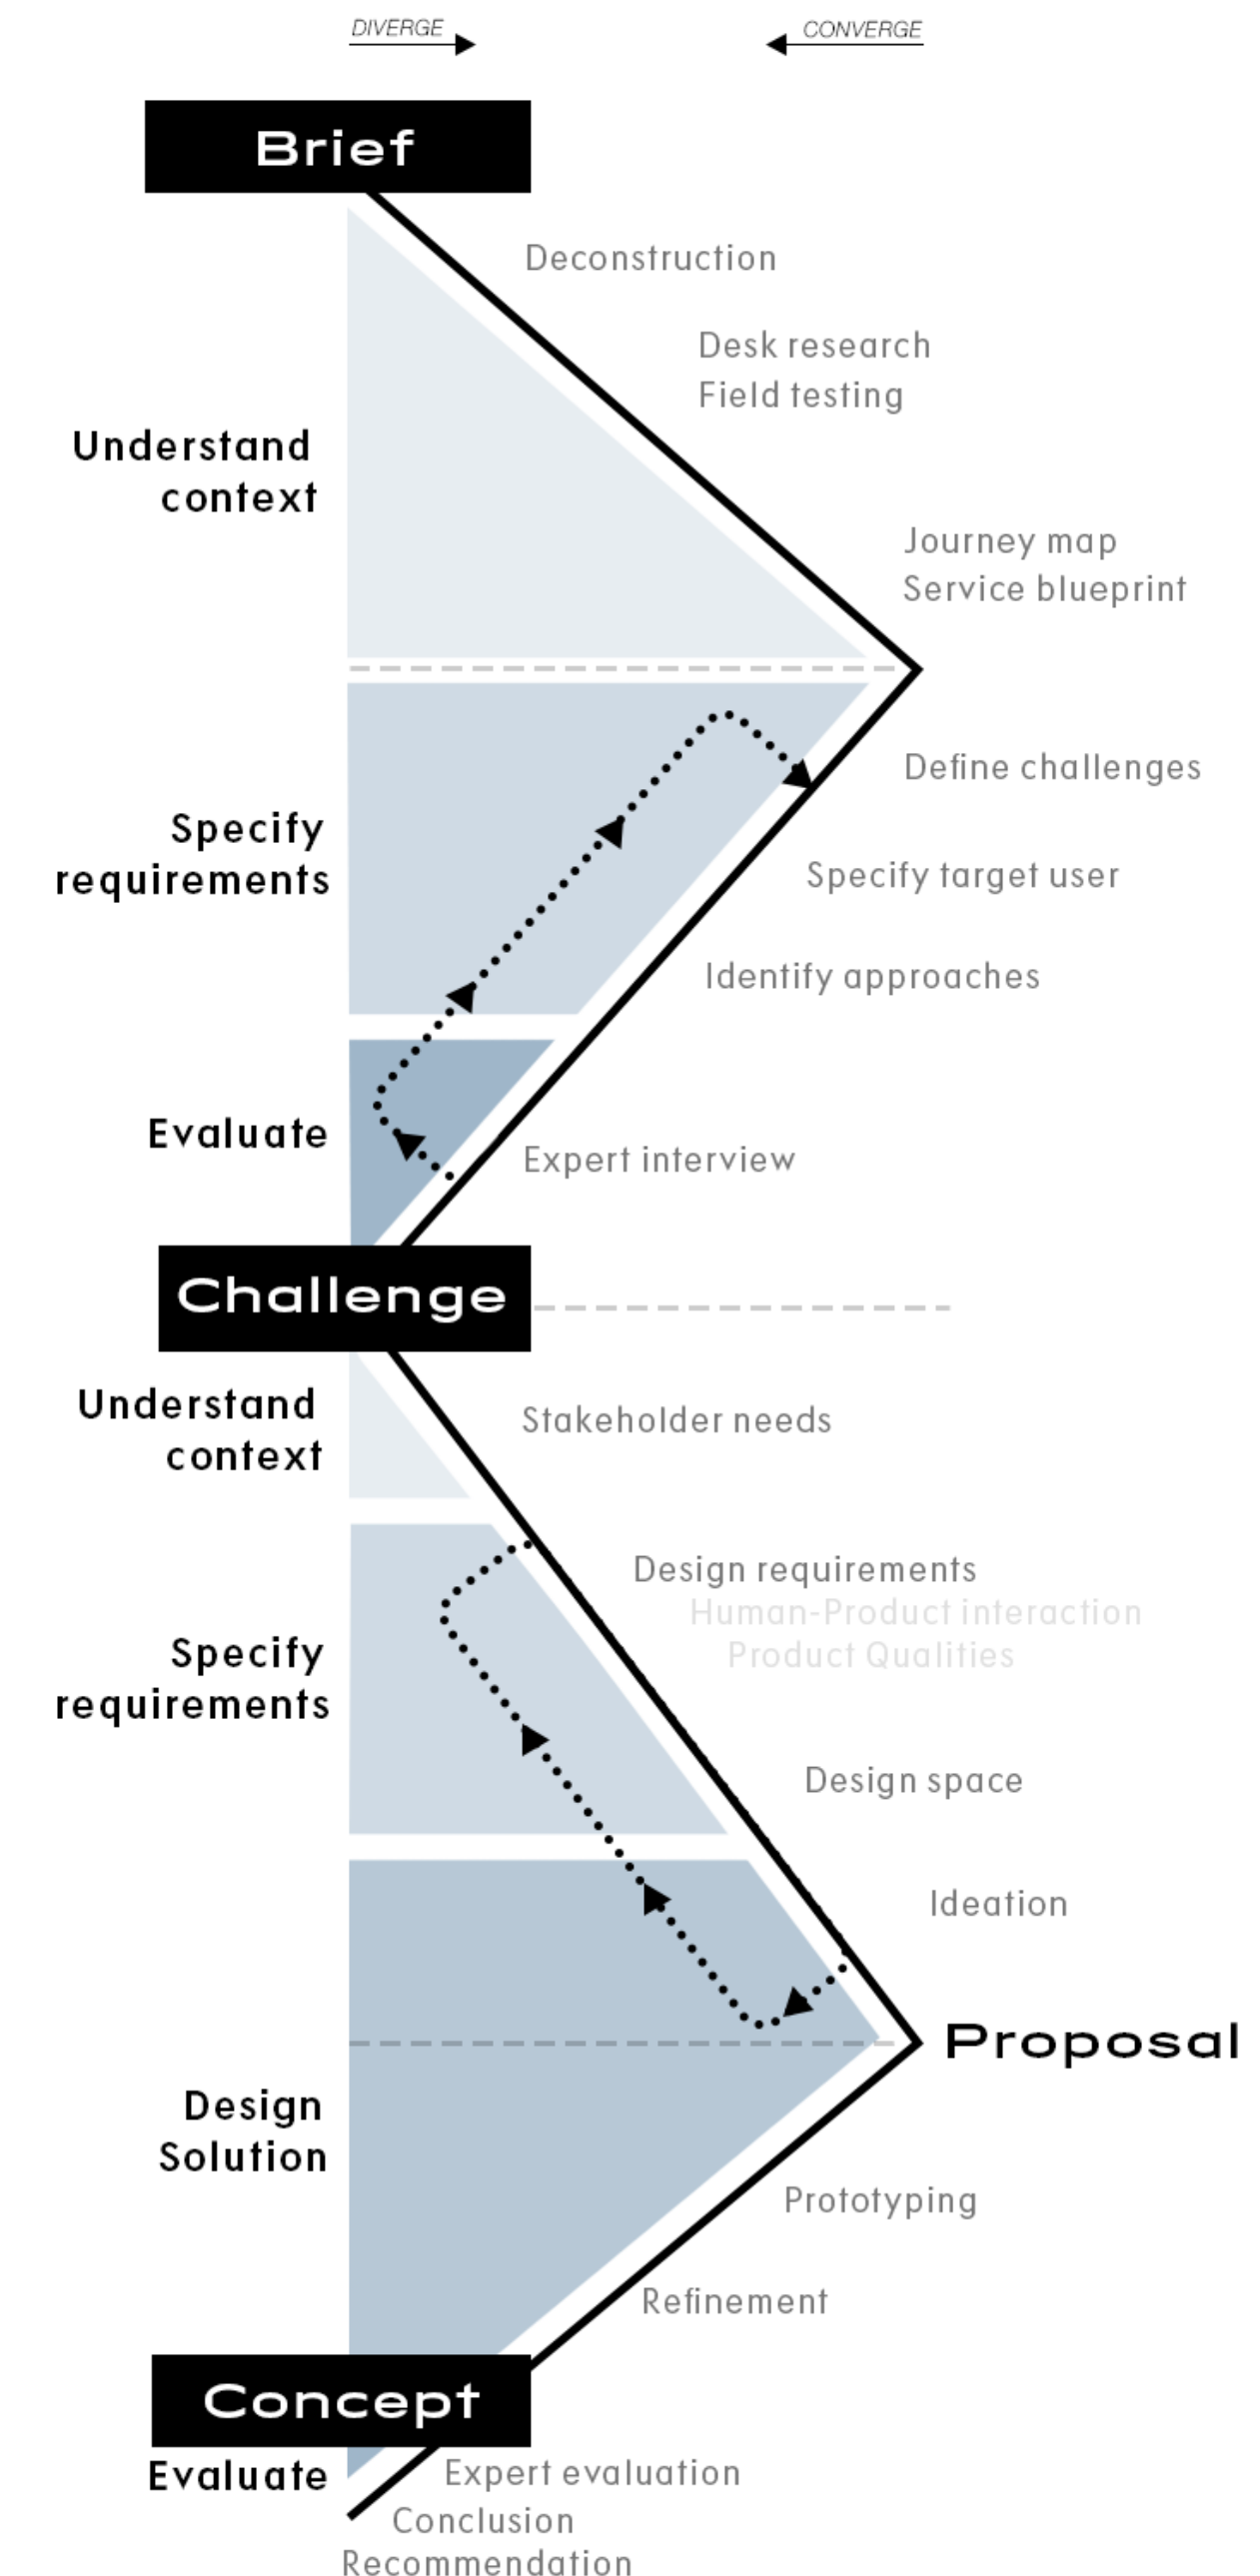 DIVERGE
CONVERGE
Brief
Deconstruction
Desk research
Field testing
Understand
context
Journey map
Service blueprint
Define challenges
Specify
requirements
Specify target user
Identify approaches
Evaluate
Expert interview
Challenge
Understand
context
Stakeholder needs
Design requirements
Human-Product interaction
Product Qualities
Specify
requirements
Design space
Ideation
Proposal
Design
Solution
Prototyping
Refinement
Concept
Evaluate
Expert evaluation
Conclusion
Recommendation